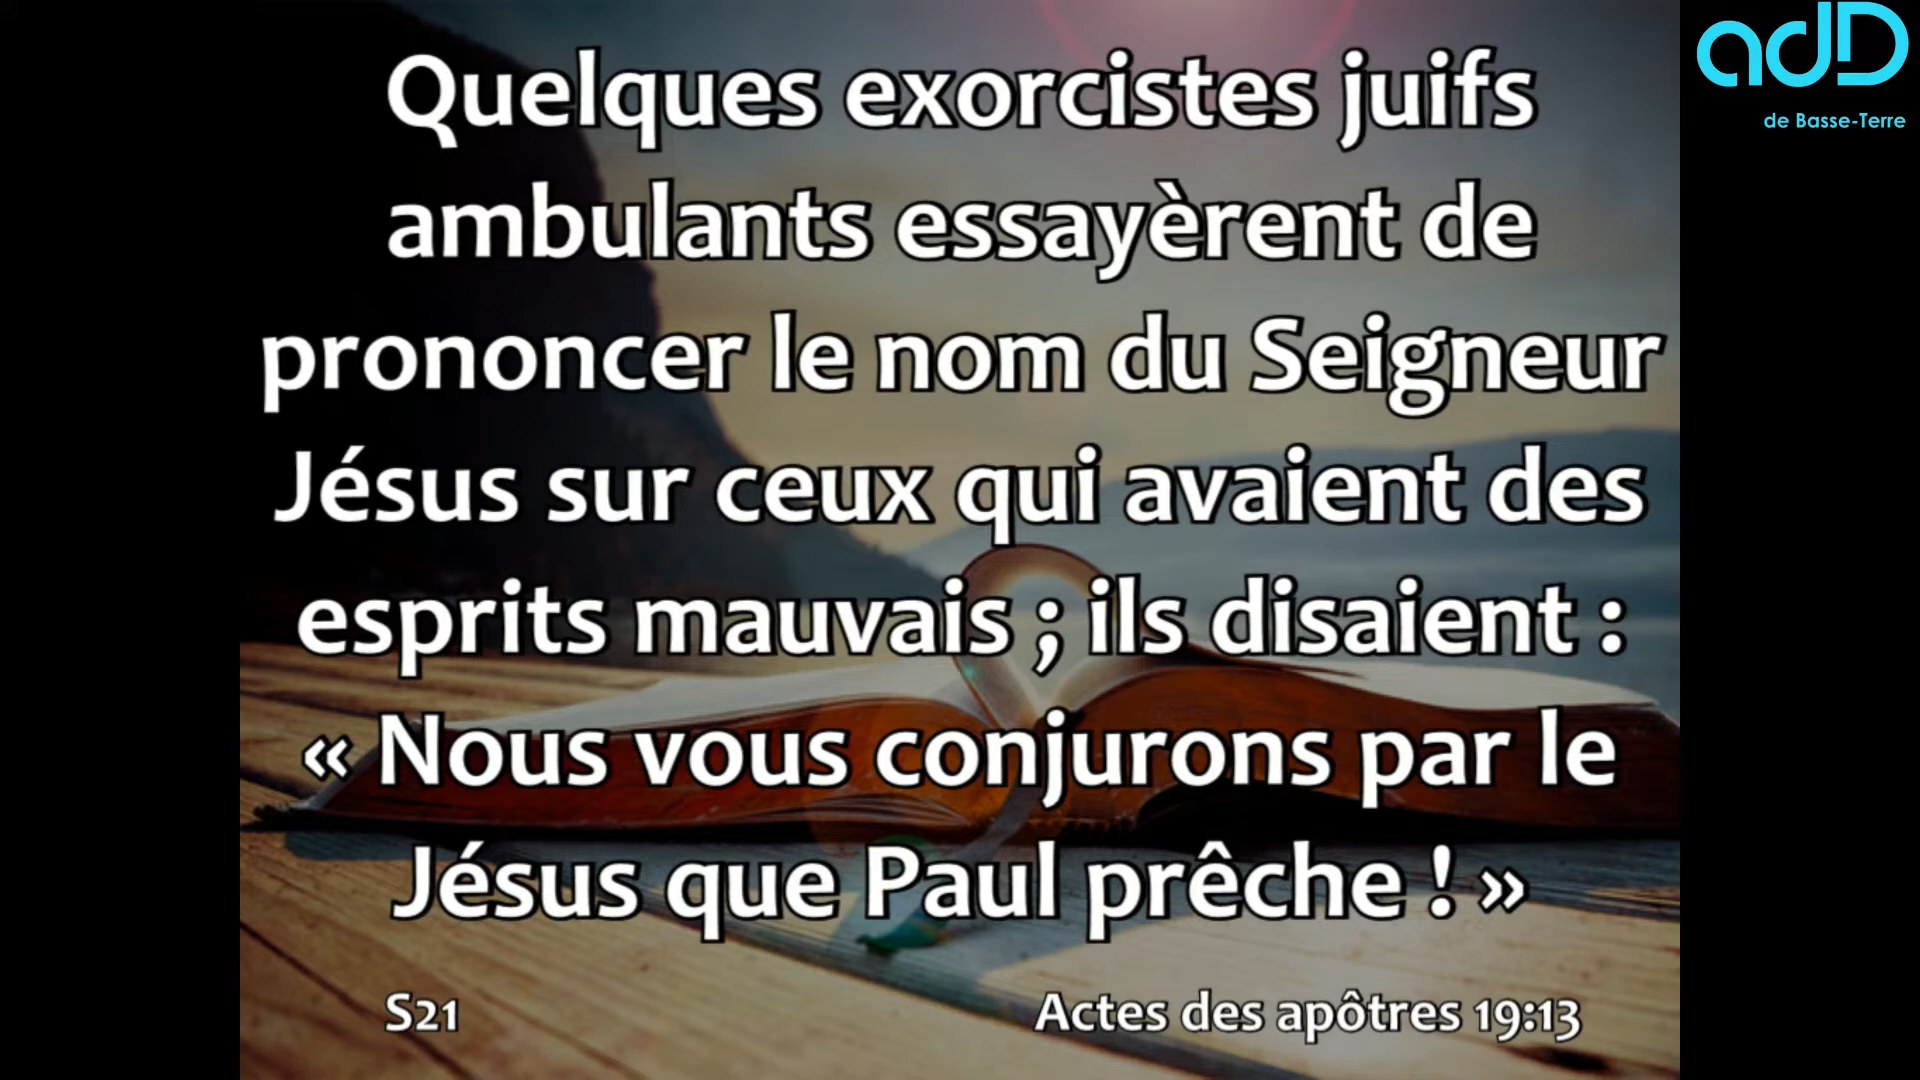 adD
de Basse-Terre
Quelques exorcistes juifs
ambulants essayèrent de
prononcer le nom du Seigneur
Jésus sur ceux qui avaient des
esprits mauvais ; ils disaient :
« Nous vous conjurons par le
Jésus que Paul prêche ! »
S21
Actes des apôtres 19:13